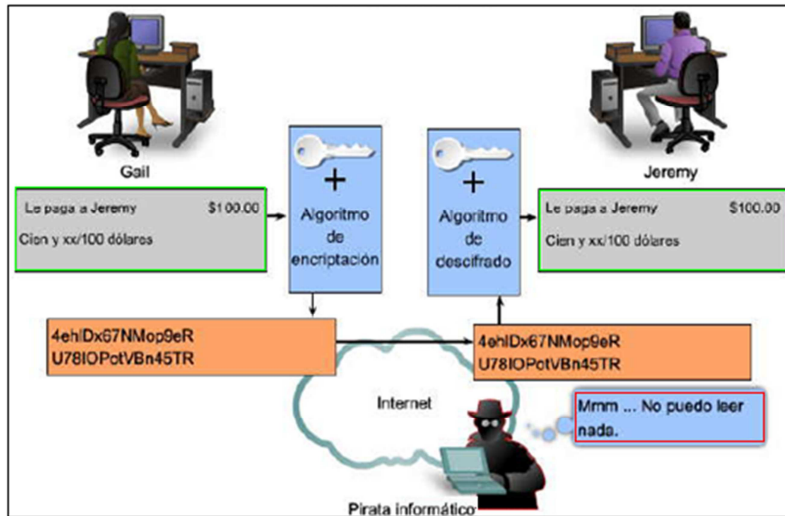 Gail
Jeremy
Le paga a Jeremy $100.00
Cien y xx/100 dólares
+
Algoritmo
de
encriptación
+
Algoritmo
de
descifrado
Le paga a Jeremy $100.00
Cien y xx/100 dólares
4ehIDx67NMop9eR
U78IOPotVBn45TR
4ehIDx67NMop9eR
U78IOPotVBn45TR
Internet
Mmm ... No puedo leer
nada.
Pirata informático